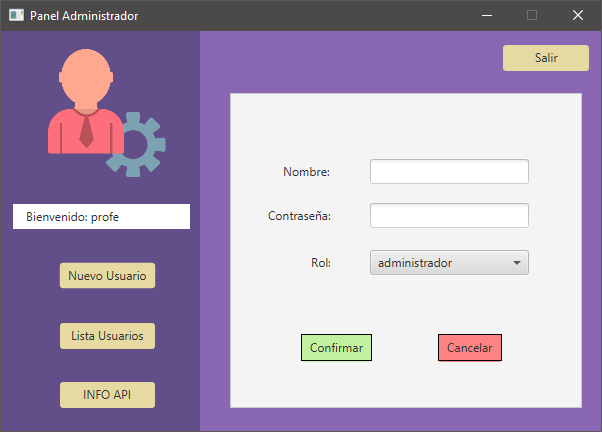 Panel Administrador
Salir
Bienvenido: profe
Nuevo Usuario
Lista Usuarios
INFO API
Nombre:
Contraseña:
Rol:
administrador
Confirmar
Cancelar